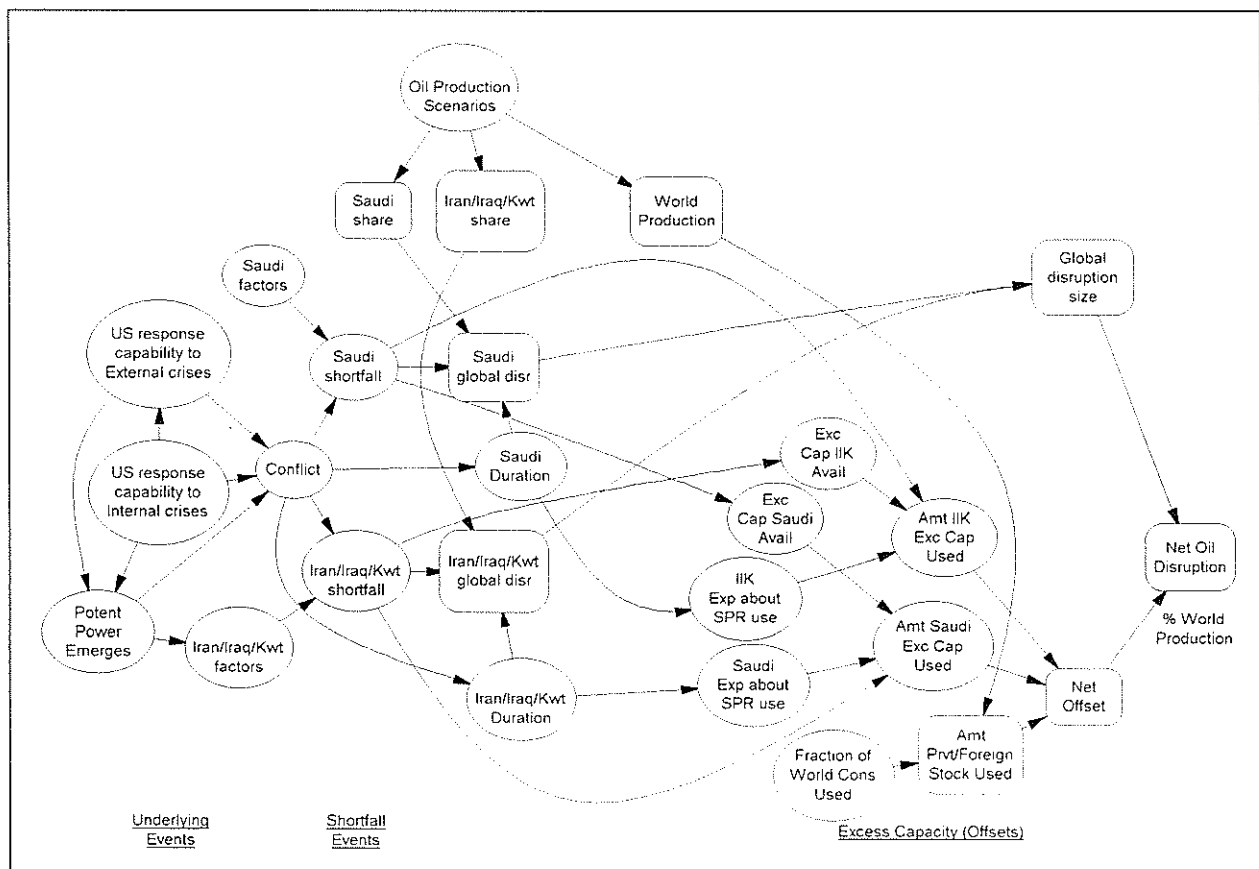 Oil Production
Scenarios
Saudi
share
Iran/Iraq/Kwt
share
World
Production
Saudi
factors
Global
disruption
size
US response
capability to
External crises
Saudi
shortfall
Saudi
global disr
US response
capability to
Internal crises
Conflict
Saudi
Duration
Exc
Cap IIK
Avail
Exc
Cap Saudi
Avail
Amt IIK
Exc Cap
Used
Iran/Iraq/Kwt
shortfall
Iran/Iraq/Kwt
global disr
Net Oil
Disruption
% World
Production
IIK
Exp about
SPR use
Potent
Power
Emerges
Iran/Iraq/Kwt
factors
Amt Saudi
Exc Cap
Used
Saudi
Exp about
SPR use
Iran/Iraq/Kwt
Duration
Net
Offset
Fraction of
World Cons
Used
Amt
Prvt/Foreign
Stock Used
Underlying
Events
Shortfall
Events
Excess Capacity (Offsets)